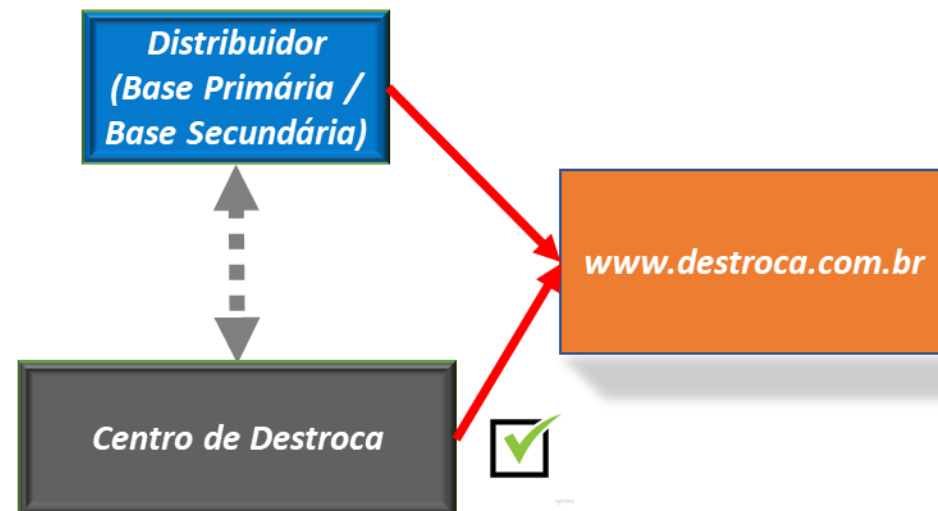 Distribuidor
(Base Primária /
Base Secundária)
www.destroca.com.br
Centro de Destroca